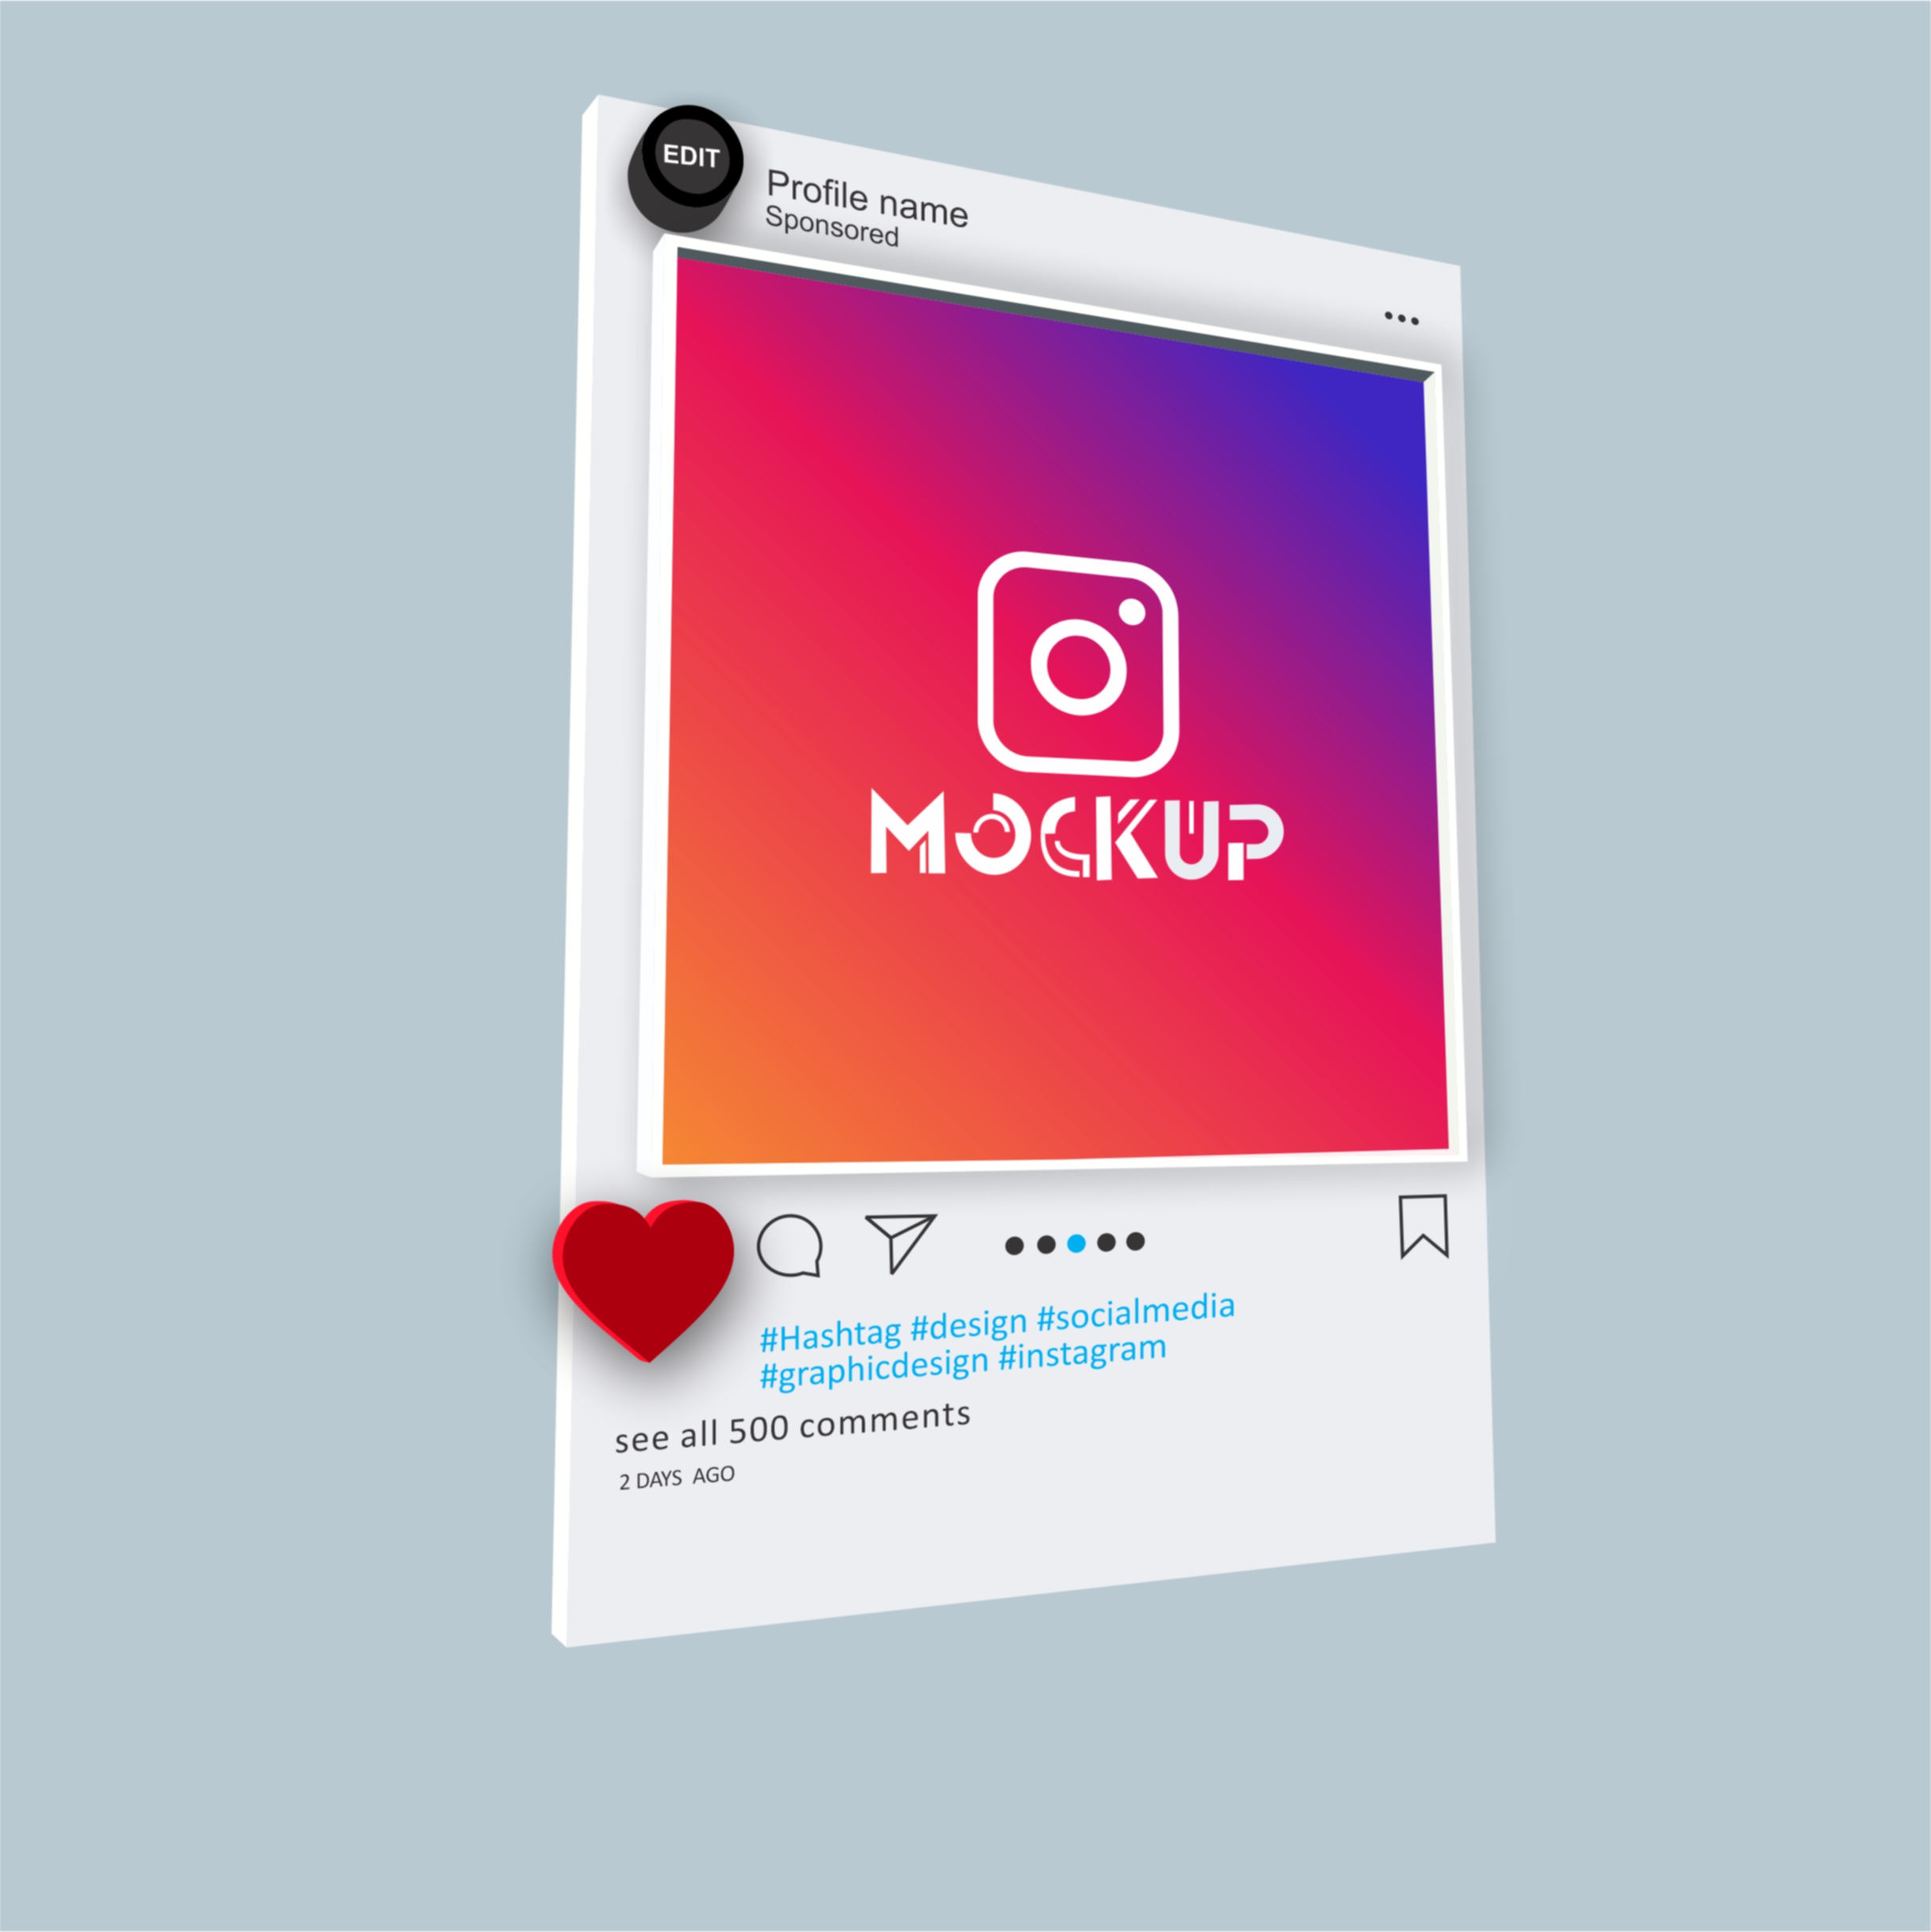 EDIT
Profile name
Sponsored
MOCKUP
#Hashtag #design #socialmedia
#graphicdesign #instagram
see all 500 comments
2 DAYS AGO